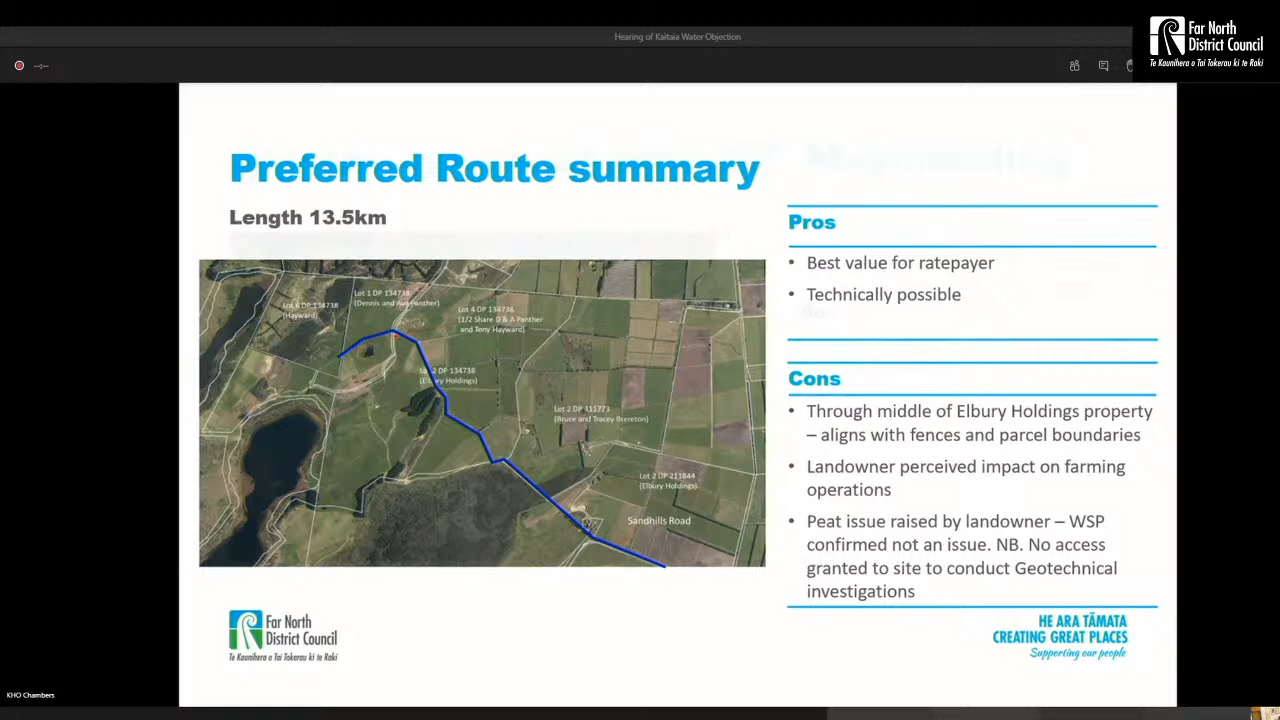 Hearing of Kaitaia Water Objection
Far North
District Council
Te Kaunihera o Tai Tokerau ki te Raki
--:--
Preferred Route summary
Length 13.5km
Lot 6 DP 134738
(Hayward)
Lot 1 DP 134738
(Dennis and Ava Panther)
Lot 4 DP 134738
(1/2 Share D & A Panther
and Tony Hayward)
2 DP 134738
(Elbury Holdings)
Lot 2 DP 411773
(Bruce and Tracey Brereton)
Lot 2 DP 211844
(Elbury Holdings)
Sandhills Road
Pros
• Best value for ratepayer
• Technically possible
Cons
• Through middle of Elbury Holdings property
– aligns with fences and parcel boundaries
• Landowner perceived impact on farming
operations
• Peat issue raised by landowner – WSP
confirmed not an issue. NB. No access
granted to site to conduct Geotechnical
investigations
Far North
District Council
Te Kaunihera o Tai Tokerau ki te Raki
HE ARA TĀMATA
CREATING GREAT PLACES
Supporting our people
KHO Chambers